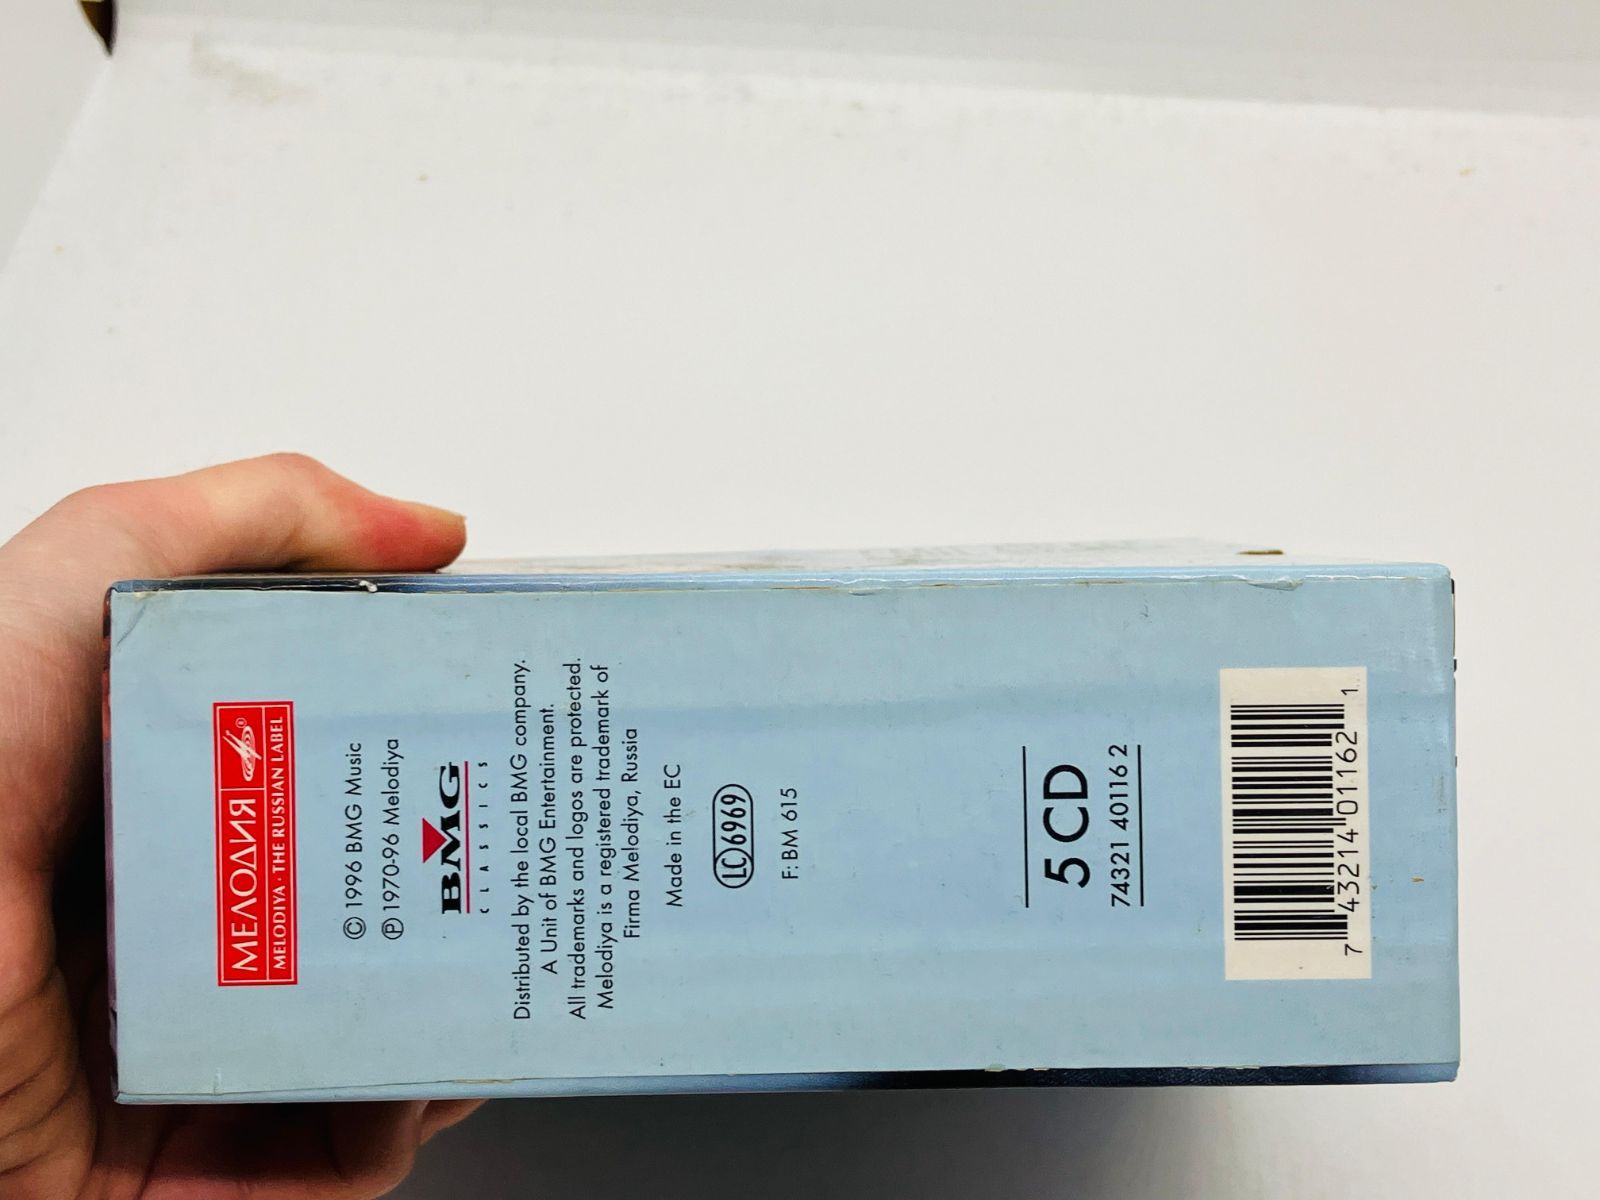 МЕЛОДИЯ ®
MELODIYA · THE RUSSIAN LABEL
© 1996 BMG Music
℗ 1970-96 Melodiya
BMG
CLASSICS
Distributed by the local BMG company.
A Unit of BMG Entertainment.
All trademarks and logos are protected.
Melodiya is a registered trademark of
Firma Melodiya, Russia
Made in the EC
LC 6969
F: BM 615
5 CD
74321 40116 2
7 43214 01162 1